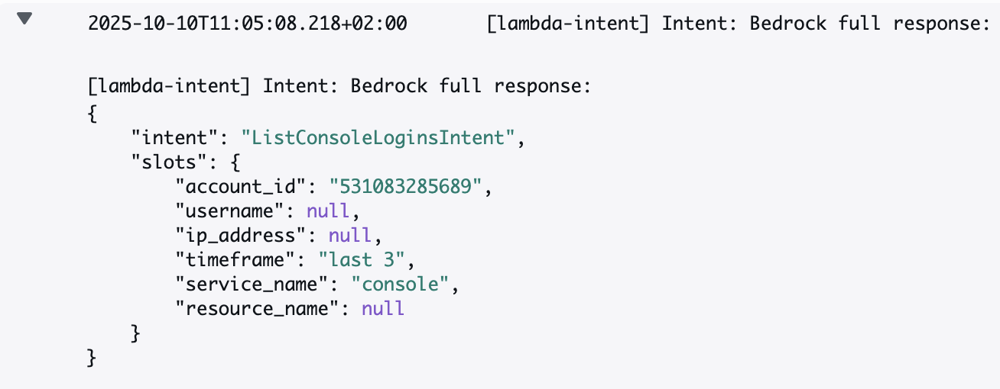 2025-10-10T11:05:08.218+02:00 [lambda-intent] Intent: Bedrock full response:
[lambda-intent] Intent: Bedrock full response:
{
    "intent": "ListConsoleLoginsIntent",
    "slots": {
        "account_id": "531083285689",
        "username": null,
        "ip_address": null,
        "timeframe": "last 3",
        "service_name": "console",
        "resource_name": null
    }
}